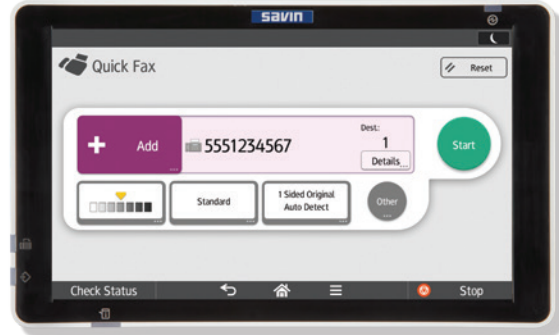 savin
Quick Fax
Reset
+ Add
5551234567
Dest:
1
Details
Start
Standard
1 Sided Original
Auto Detect
Other
Check Status
Stop